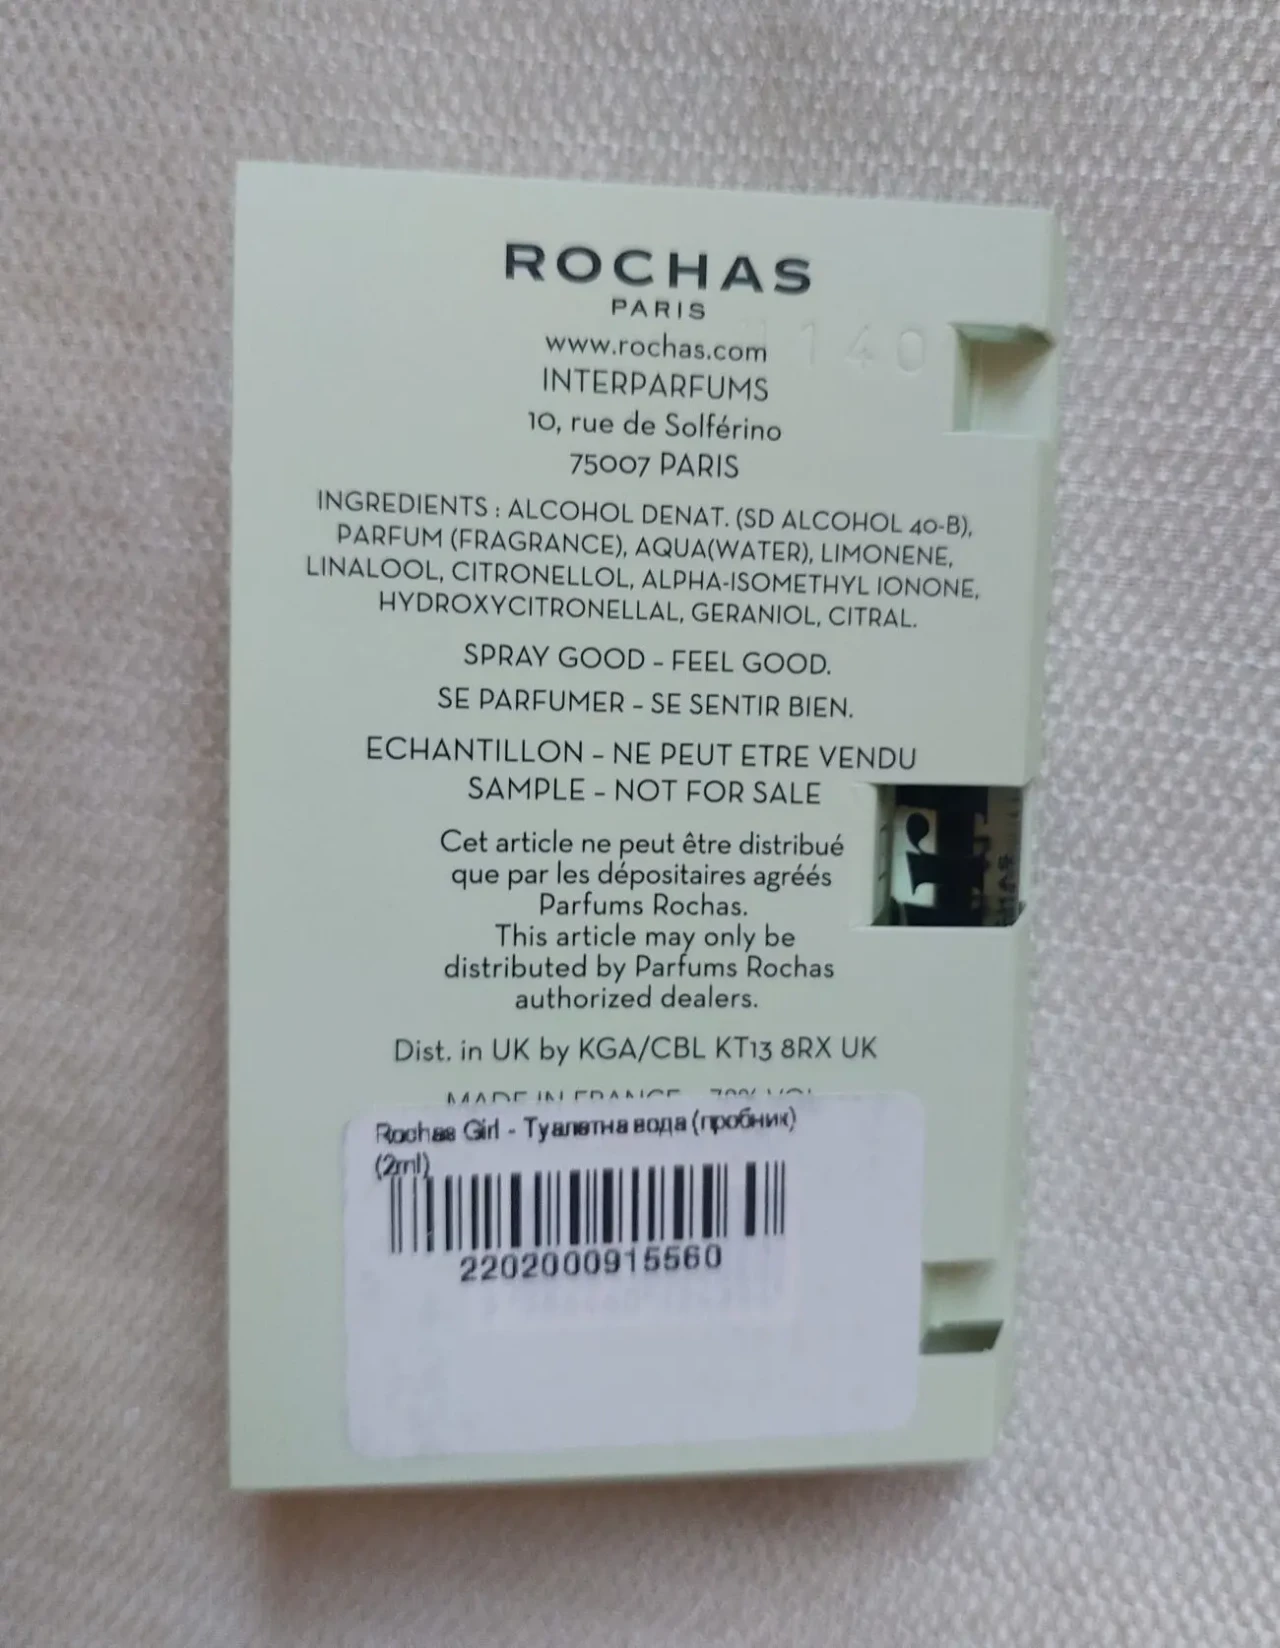 ROCHAS
PARIS
140
www.rochas.com
INTERPARFUMS
10, rue de Solférino
75007 PARIS
INGREDIENTS : ALCOHOL DENAT. (SD ALCOHOL 40-B),
PARFUM (FRAGRANCE), AQUA(WATER), LIMONENE,
LINALOOL, CITRONELLOL, ALPHA-ISOMETHYL IONONE,
HYDROXYCITRONELLAL, GERANIOL, CITRAL.
SPRAY GOOD – FEEL GOOD.
SE PARFUMER – SE SENTIR BIEN.
ECHANTILLON – NE PEUT ETRE VENDU
SAMPLE – NOT FOR SALE
Cet article ne peut être distribué
que par les dépositaires agréés
Parfums Rochas.
This article may only be
distributed by Parfums Rochas
authorized dealers.
Dist. in UK by KGA/CBL KT13 8RX UK
MADE IN FRANCE
Rochas Girl - Туалетна вода (пробник)
(2ml)
2202000915560